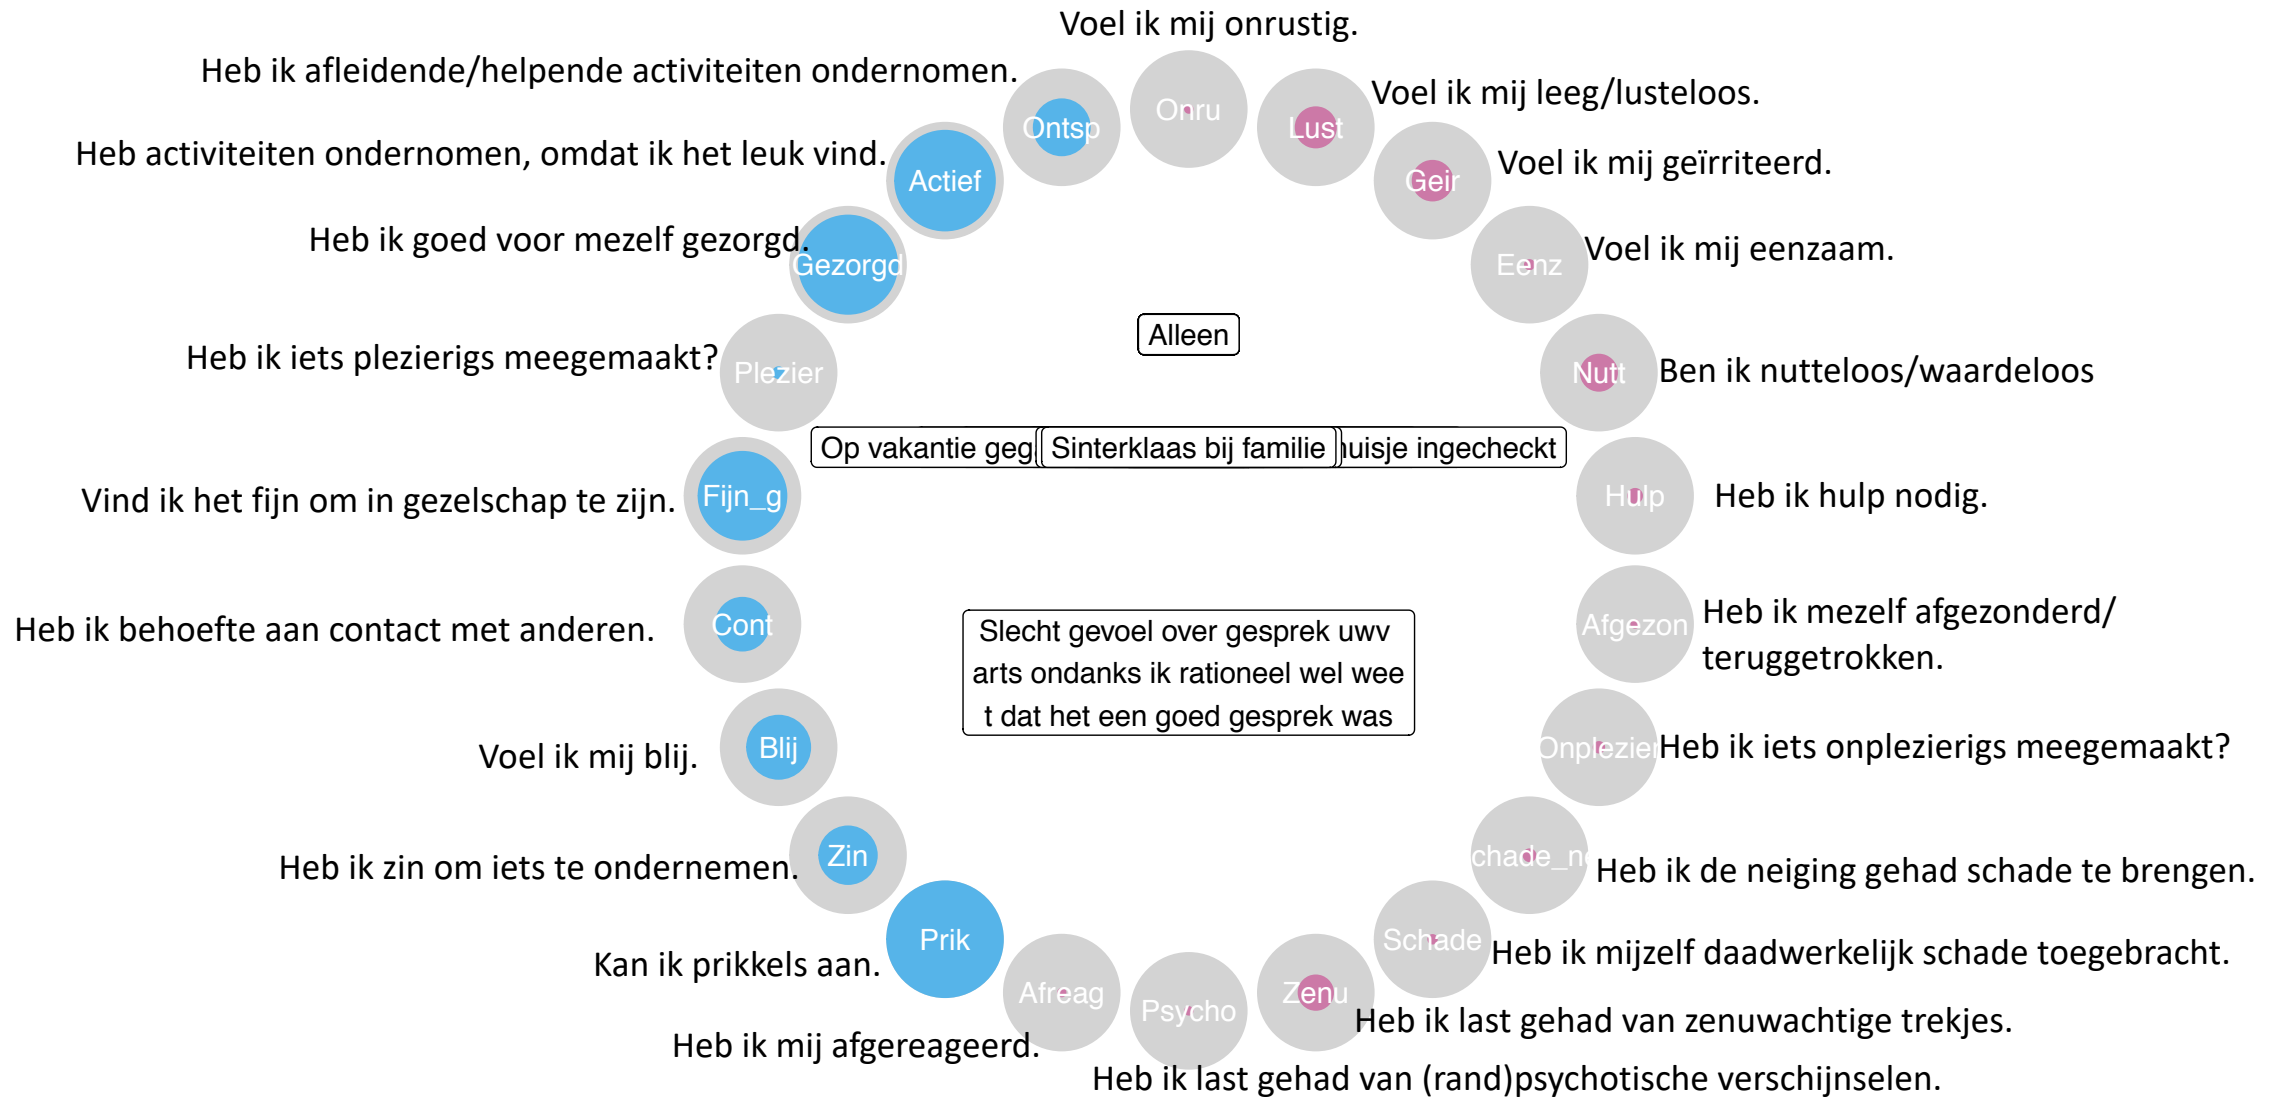 Voel ik mij onrustig.
Heb ik afleidende/helpende activiteiten ondernomen.
Ontsp
Onru
Lust
Voel ik mij leeg/lusteloos.
Heb activiteiten ondernomen, omdat ik het leuk vind.
Actief
Geir
Voel ik mij geïrriteerd.
Heb ik goed voor mezelf gezorgd.
Gezorgd
Eenz
Voel ik mij eenzaam.
Alleen
Heb ik iets plezierigs meegemaakt?
Plezier
Nutt
Ben ik nutteloos/waardeloos
Op vakantie geg
Sinterklaas bij familie
huisje ingecheckt
Vind ik het fijn om in gezelschap te zijn.
Fijn_g
Hulp
Heb ik hulp nodig.
Heb ik behoefte aan contact met anderen.
Cont
Afgezon
Heb ik mezelf afgezonderd/
teruggetrokken.
Slecht gevoel over gesprek uwv
arts ondanks ik rationeel wel wee
t dat het een goed gesprek was
Voel ik mij blij.
Blij
Onplezier
Heb ik iets onplezierigs meegemaakt?
Heb ik zin om iets te ondernemen.
Zin
chade_ne
Heb ik de neiging gehad schade te brengen.
Kan ik prikkels aan.
Prik
Schade
Heb ik mijzelf daadwerkelijk schade toegebracht.
Heb ik mij afgereageerd.
Afreag
Psycho
Zenu
Heb ik last gehad van zenuwachtige trekjes.
Heb ik last gehad van (rand)psychotische verschijnselen.